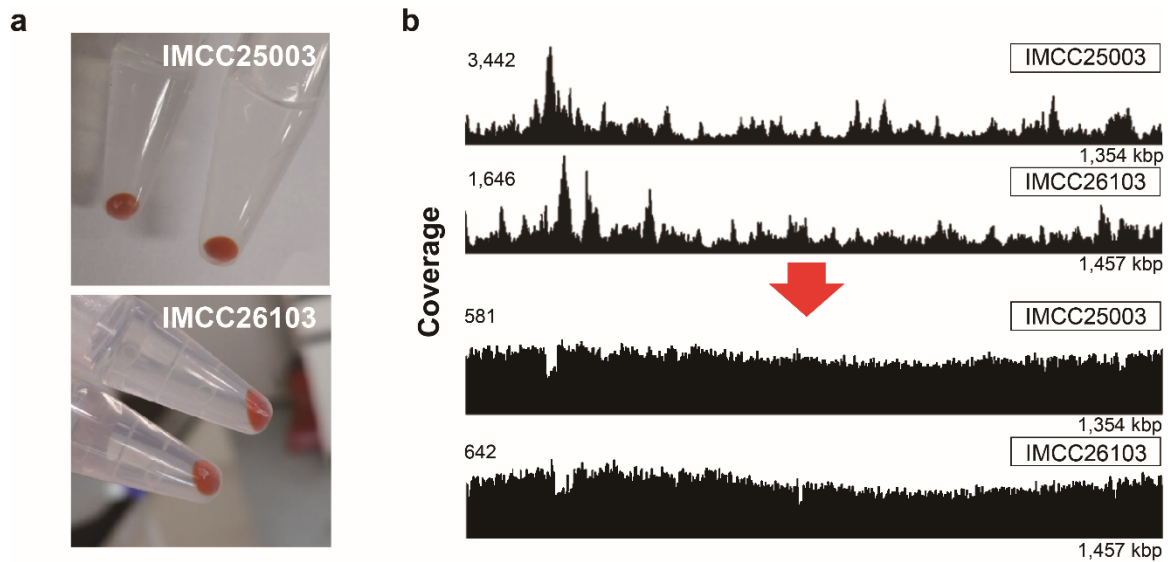 a
IMCC25003
IMCC26103
b
Coverage
3,442
IMCC25003
1,354 kbp
1,646
IMCC26103
1,457 kbp
581
IMCC25003
1,354 kbp
642
IMCC26103
1,457 kbp